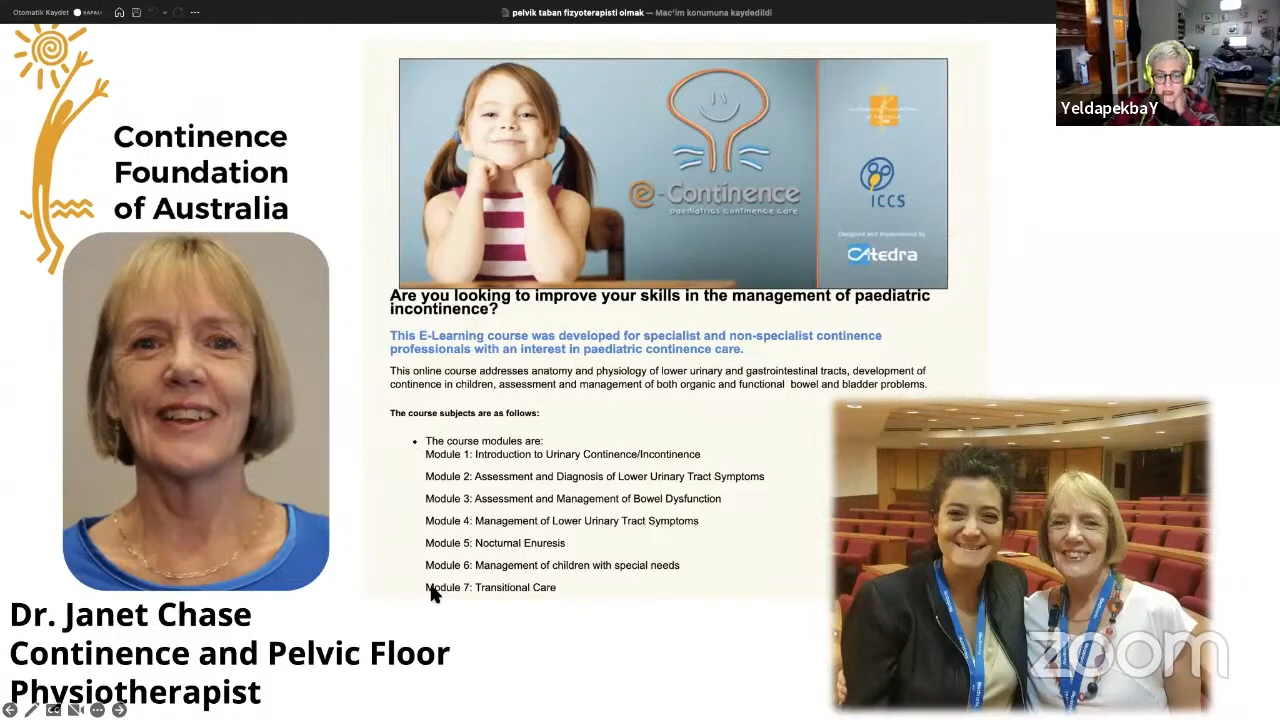 Otomatik Kaydet
KAPALI
pelvik taban fizyoterapisti olmak — Mac'im konumuna kaydedildi
YeldapekbaY
Continence
Foundation
of Australia
e-Continence
paediatrics continence care
ICCS
Designed and implemented by
Catedra
Are you looking to improve your skills in the management of paediatric
incontinence?
This E-Learning course was developed for specialist and non-specialist continence
professionals with an interest in paediatric continence care.
This online course addresses anatomy and physiology of lower urinary and gastrointestinal tracts, development of
continence in children, assessment and management of both organic and functional bowel and bladder problems.
The course subjects are as follows:
• The course modules are:
Module 1: Introduction to Urinary Continence/Incontinence
Module 2: Assessment and Diagnosis of Lower Urinary Tract Symptoms
Module 3: Assessment and Management of Bowel Dysfunction
Module 4: Management of Lower Urinary Tract Symptoms
Module 5: Nocturnal Enuresis
Module 6: Management of children with special needs
Module 7: Transitional Care
Dr. Janet Chase
Continence and Pelvic Floor
Physiotherapist
Medtronic
zoom